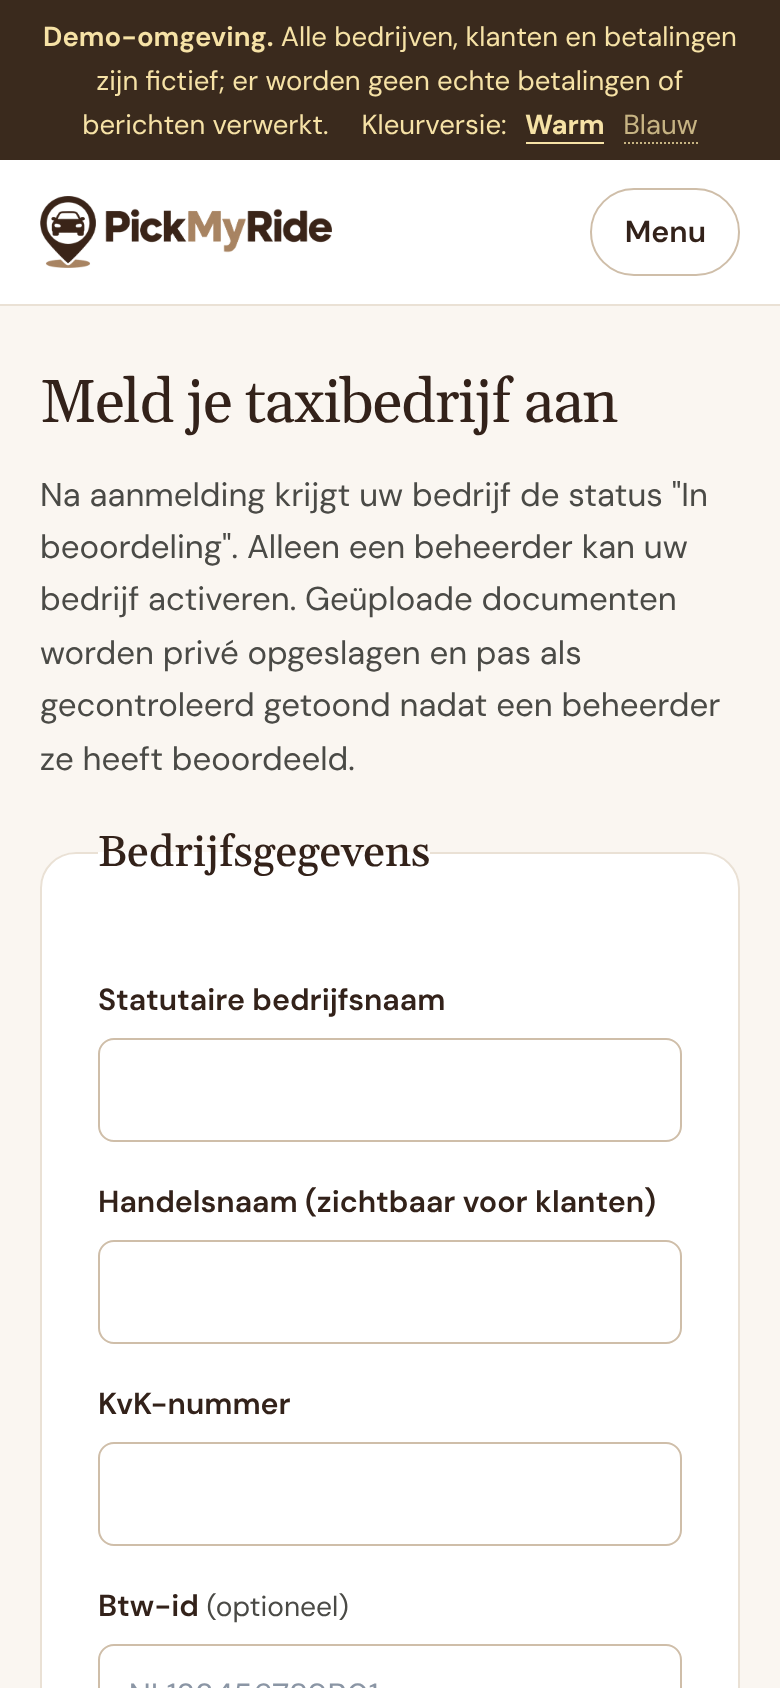 Demo-omgeving. Alle bedrijven, klanten en betalingen
zijn fictief; er worden geen echte betalingen of
berichten verwerkt. Kleurversie: Warm Blauw
PickMyRide
Menu
Meld je taxibedrijf aan
Na aanmelding krijgt uw bedrijf de status "In
beoordeling". Alleen een beheerder kan uw
bedrijf activeren. Geüploade documenten
worden privé opgeslagen en pas als
gecontroleerd getoond nadat een beheerder
ze heeft beoordeeld.
Bedrijfsgegevens
Statutaire bedrijfsnaam
Handelsnaam (zichtbaar voor klanten)
KvK-nummer
Btw-id (optioneel)